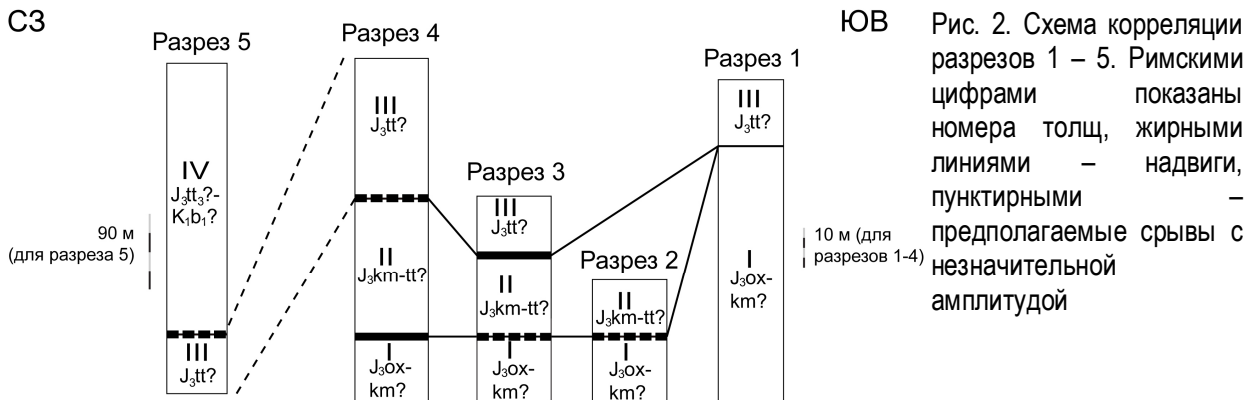 СЗ
ЮВ
Разрез 5
IV
J₃tt₃?-
K₁b₁?
III
J₃tt?
90 м
(для разреза 5)
Разрез 4
III
J₃tt?
II
J₃km-tt?
I
J₃ox-
km?
Разрез 3
III
J₃tt?
II
J₃km-tt?
I
J₃ox-
km?
Разрез 2
II
J₃km-tt?
I
J₃ox-
km?
Разрез 1
III
J₃tt?
I
J₃ox-
km?
10 м (для
разрезов 1-4)
Рис. 2. Схема корреляции
разрезов 1 – 5. Римскими
цифрами показаны
номера толщ, жирными
линиями – надвиги,
пунктирными –
предполагаемые срывы с
незначительной
амплитудой